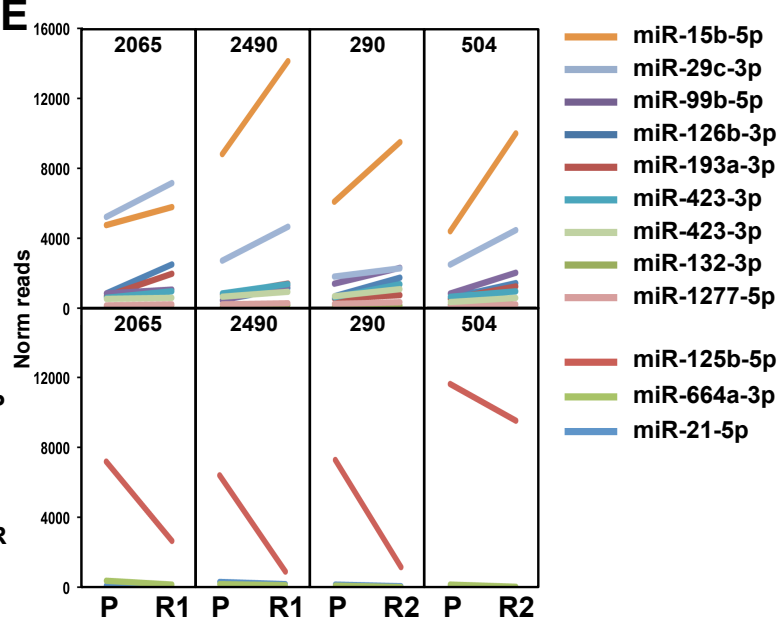 E
16000
12000
8000
4000
0
2065 2490 290 504
Norm reads
2065 2490 290 504
12000
8000
4000
0
P R1 P R1 P R2 P R2
miR-15b-5p
miR-29c-3p
miR-99b-5p
miR-126b-3p
miR-193a-3p
miR-423-3p
miR-423-3p
miR-132-3p
miR-1277-5p
miR-125b-5p
miR-664a-3p
miR-21-5p
R